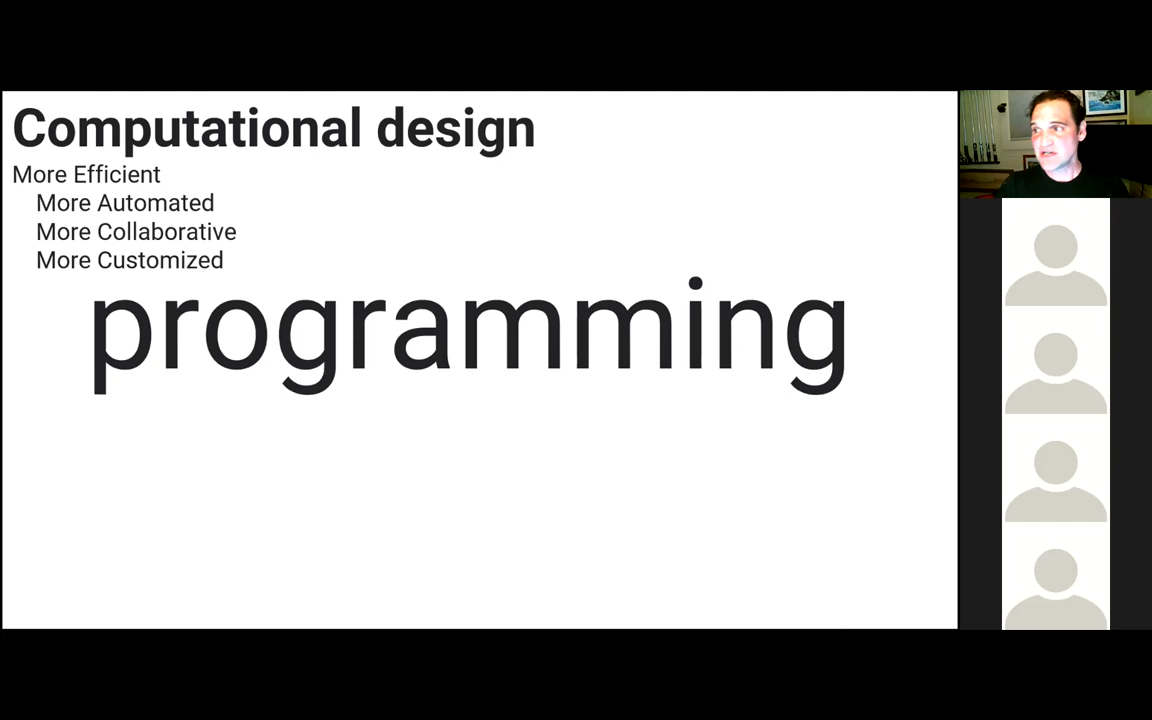 Computational design
More Efficient
More Automated
More Collaborative
More Customized
programming